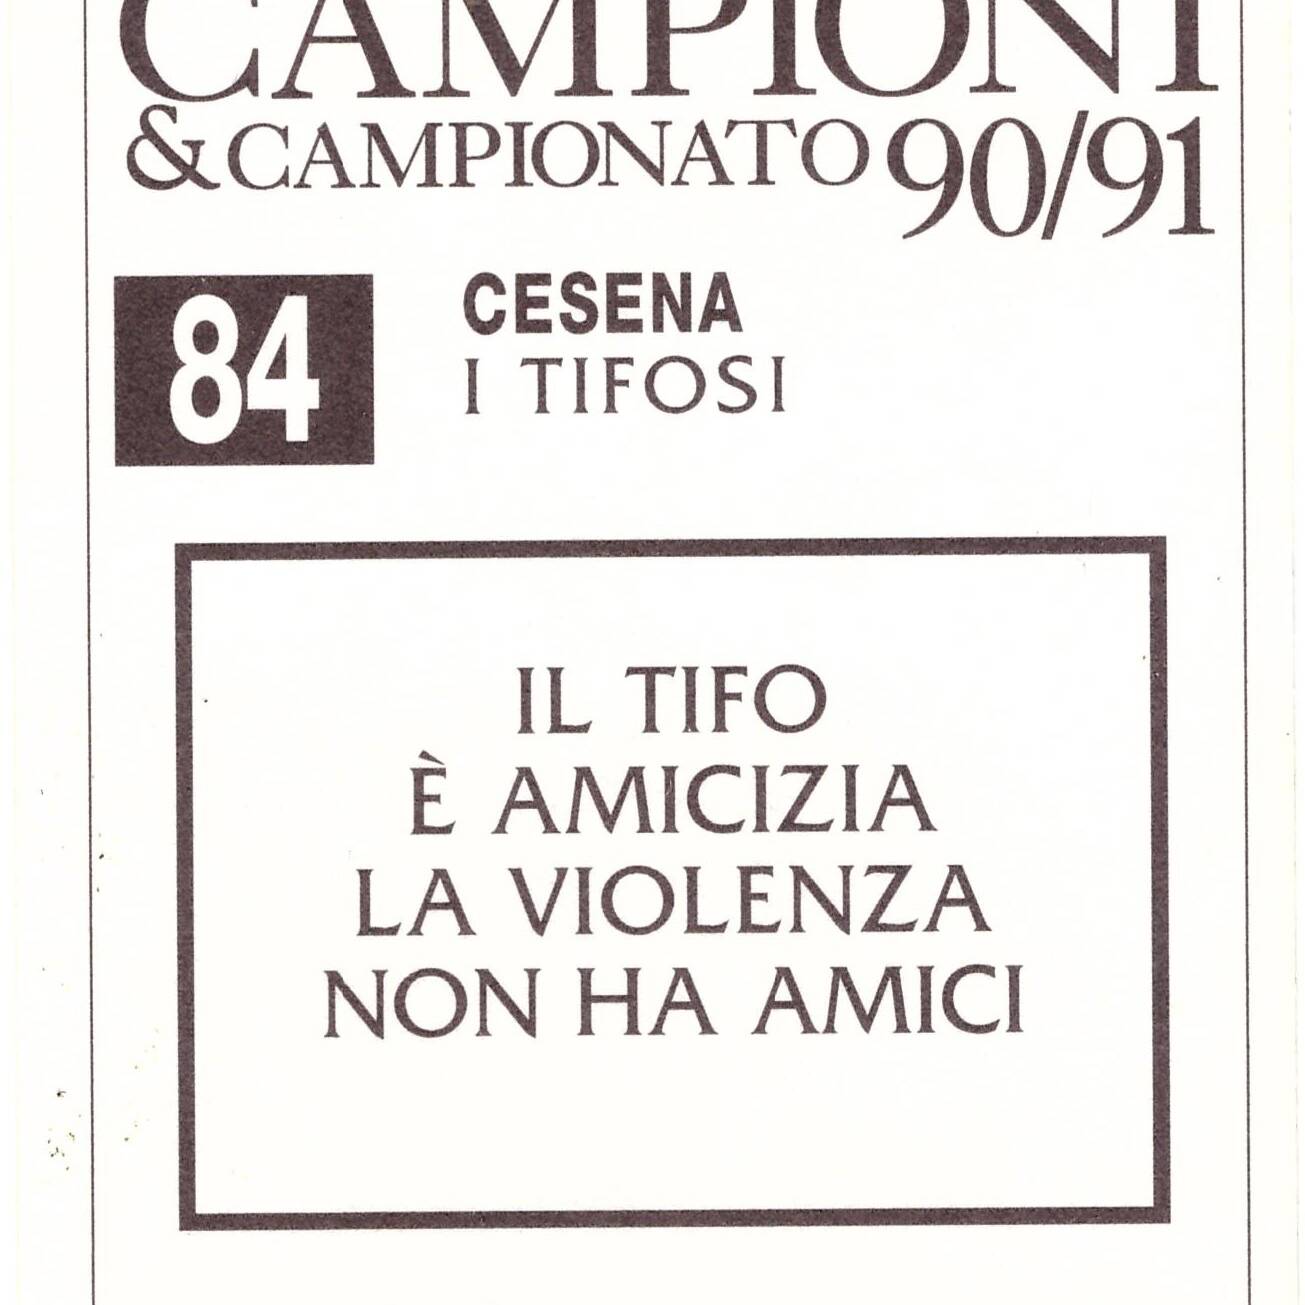 CAMPIONI
& CAMPIONATO 90/91
84
CESENA
I TIFOSI
IL TIFO
È AMICIZIA
LA VIOLENZA
NON HA AMICI